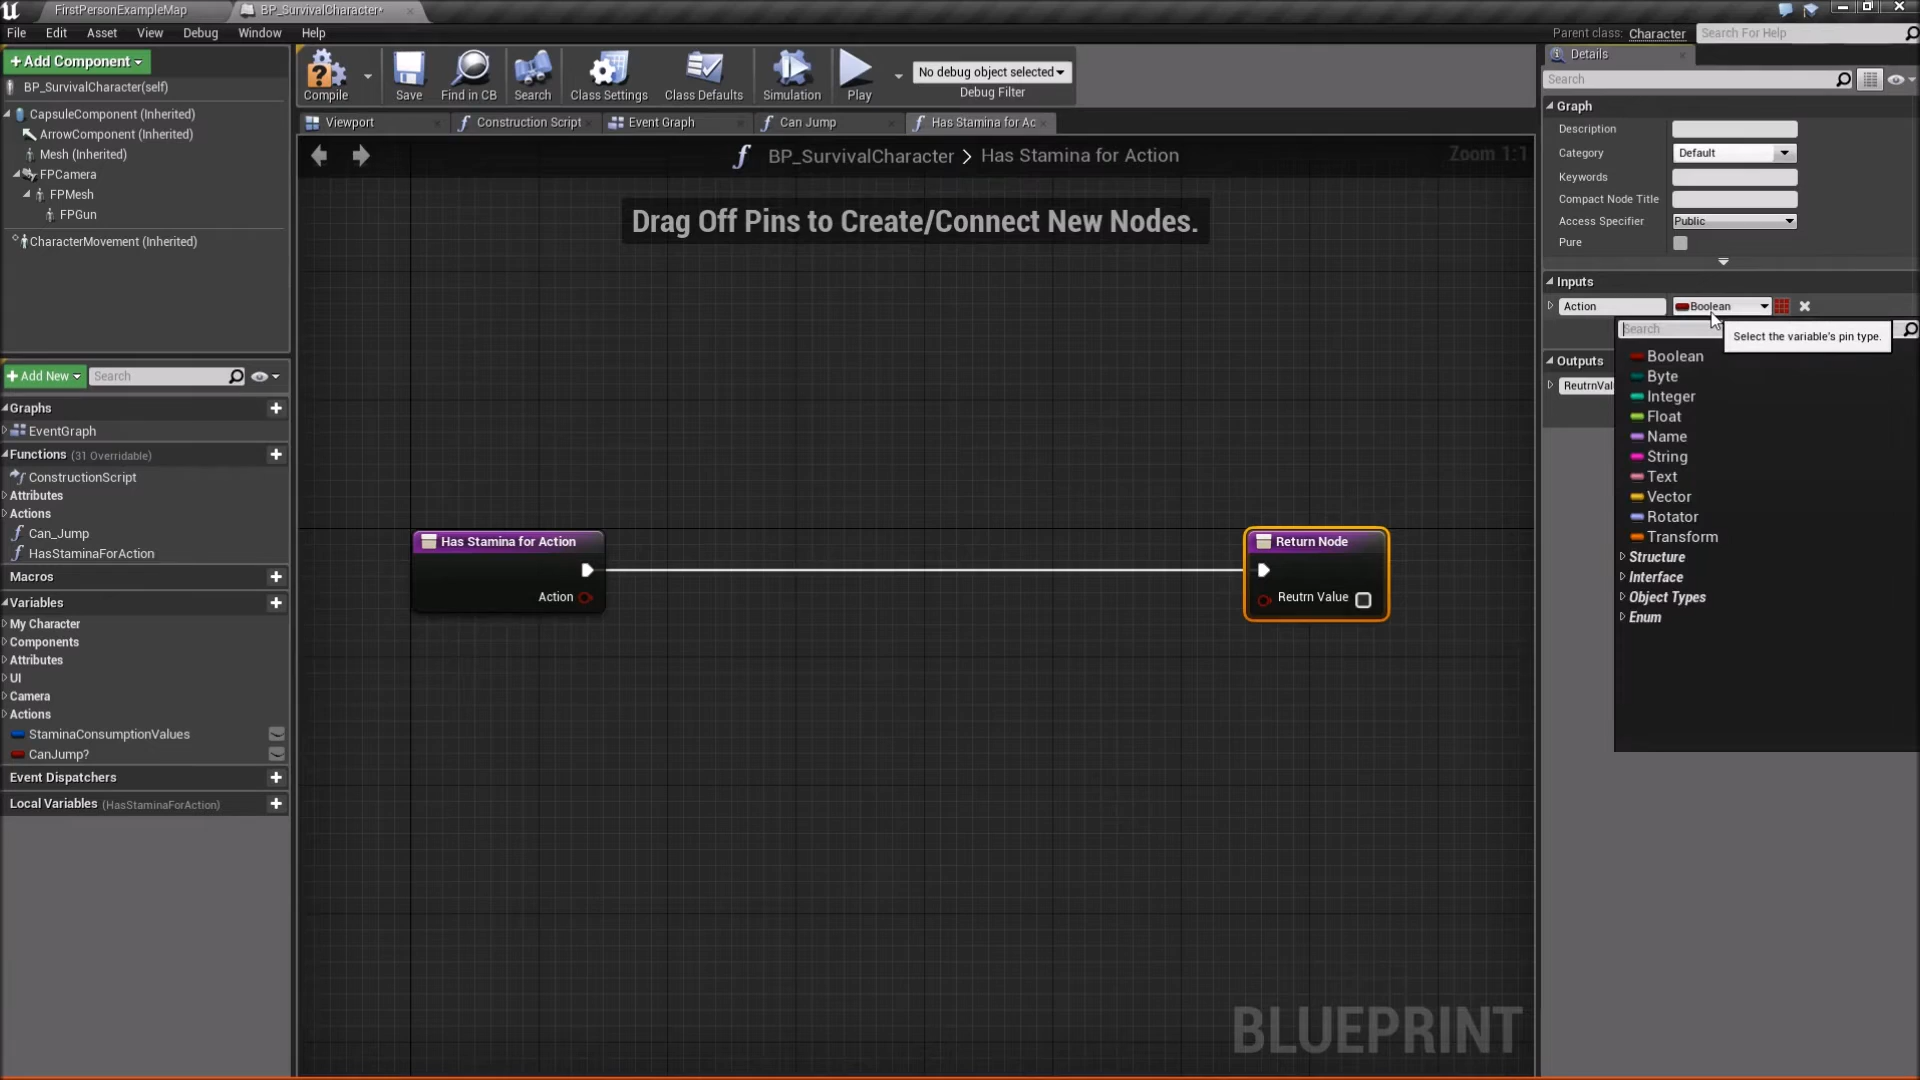 FirstPersonExampleMap
BP_SurvivalCharacter*
File Edit Asset View Debug Window Help
Parent class: Character
Search For Help
+Add Component
BP_SurvivalCharacter(self)
CapsuleComponent (Inherited)
ArrowComponent (Inherited)
Mesh (Inherited)
FPCamera
FPMesh
FPGun
CharacterMovement (Inherited)
Compile
Save
Find in CB
Search
Class Settings
Class Defaults
Simulation
Play
No debug object selected
Debug Filter
Viewport
Construction Script
Event Graph
Can Jump
Has Stamina for Ac
BP_SurvivalCharacter > Has Stamina for Action
Zoom 1:1
Drag Off Pins to Create/Connect New Nodes.
+Add New
Search
Graphs
EventGraph
Functions (31 Overridable)
ConstructionScript
Attributes
Actions
Can_Jump
HasStaminaForAction
Macros
Variables
My Character
Components
Attributes
UI
Camera
Actions
StaminaConsumptionValues
CanJump?
Event Dispatchers
Local Variables (HasStaminaForAction)
Has Stamina for Action
Action
Return Node
Reutrn Value
BLUEPRINT
Details
Search
Graph
Description
Category Default
Keywords
Compact Node Title
Access Specifier Public
Pure
Inputs
Action Boolean
Search
Select the variable's pin type.
Outputs
ReutrnVal
Boolean
Byte
Integer
Float
Name
String
Text
Vector
Rotator
Transform
Structure
Interface
Object Types
Enum